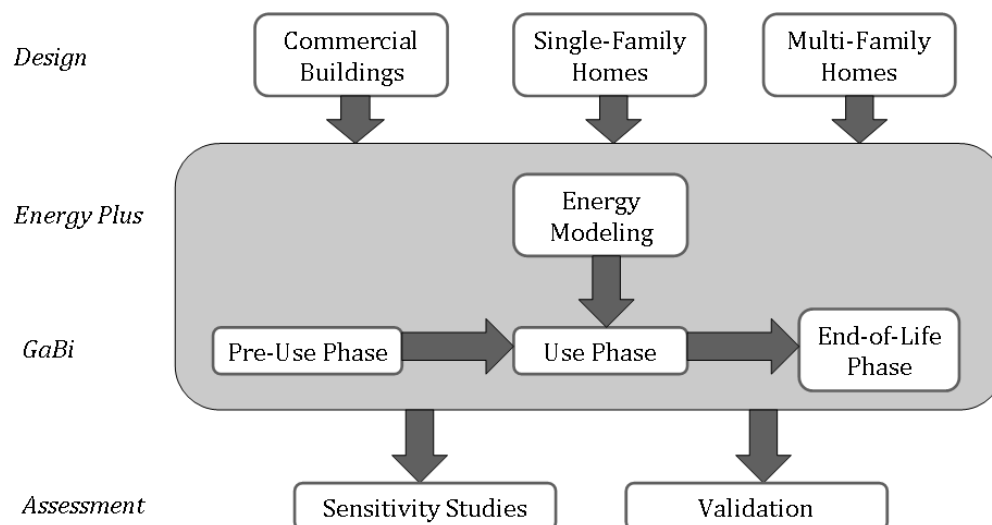 Design
Commercial
Buildings
Single-Family
Homes
Multi-Family
Homes
Energy Plus
Energy
Modeling
GaBi
Pre-Use Phase
Use Phase
End-of-Life
Phase
Assessment
Sensitivity Studies
Validation